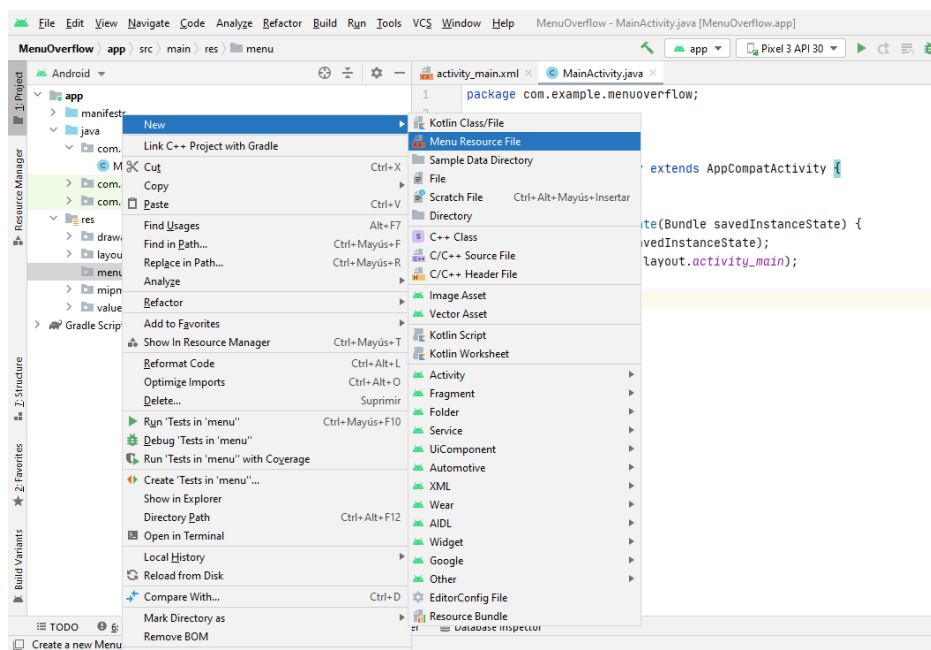 File Edit View Navigate Code Analyze Refactor Build Run Tools VCS Window Help MenuOverflow - MainActivity.java [MenuOverflow.app]
MenuOverflow app src main res menu
app Pixel 3 API 30
1: Project
Resource Manager
7: Structure
2: Favorites
Build Variants
Android
app
manifests
java
com.
M
com.
com.
res
drawa
layou
menu
mipm
value
Gradle Scrip
activity_main.xml MainActivity.java
1 package com.example.menuoverflow;
extends AppCompatActivity {
te(Bundle savedInstanceState) {
avedInstanceState);
layout.activity_main);
New
Link C++ Project with Gradle
Cut Ctrl+X
Copy
Paste Ctrl+V
Find Usages Alt+F7
Find in Path... Ctrl+Mayús+F
Replace in Path... Ctrl+Mayús+R
Analyze
Refactor
Add to Favorites
Show In Resource Manager Ctrl+Mayús+T
Reformat Code Ctrl+Alt+L
Optimize Imports Ctrl+Alt+O
Delete... Suprimir
Run 'Tests in 'menu'' Ctrl+Mayús+F10
Debug 'Tests in 'menu''
Run 'Tests in 'menu'' with Coverage
Create 'Tests in 'menu''...
Show in Explorer
Directory Path Ctrl+Alt+F12
Open in Terminal
Local History
Reload from Disk
Compare With... Ctrl+D
Mark Directory as
Remove BOM
Kotlin Class/File
Menu Resource File
Sample Data Directory
File
Scratch File Ctrl+Alt+Mayús+Insertar
Directory
C++ Class
C/C++ Source File
C/C++ Header File
Image Asset
Vector Asset
Kotlin Script
Kotlin Worksheet
Activity
Fragment
Folder
Service
UiComponent
Automotive
XML
Wear
AIDL
Widget
Google
Other
EditorConfig File
Resource Bundle
TODO 6: Database Inspector
Create a new Menu